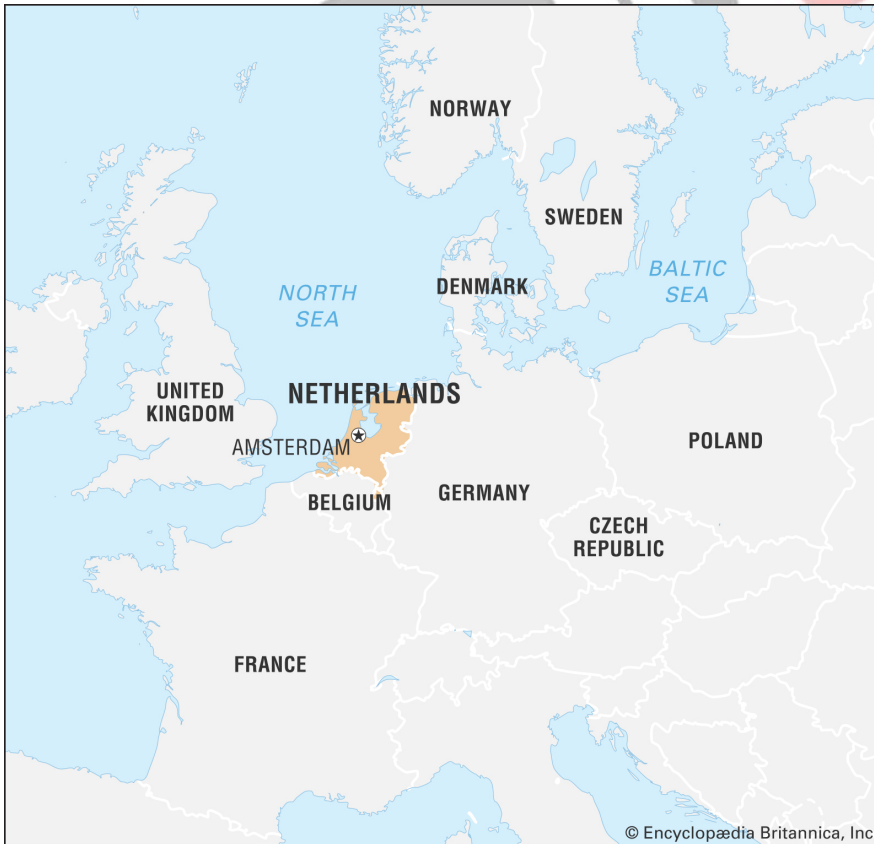 NORWAY
SWEDEN
BALTIC
SEA
DENMARK
NORTH
SEA
UNITED
KINGDOM
NETHERLANDS
AMSTERDAM
POLAND
BELGIUM
GERMANY
CZECH
REPUBLIC
FRANCE
© Encyclopædia Britannica, Inc